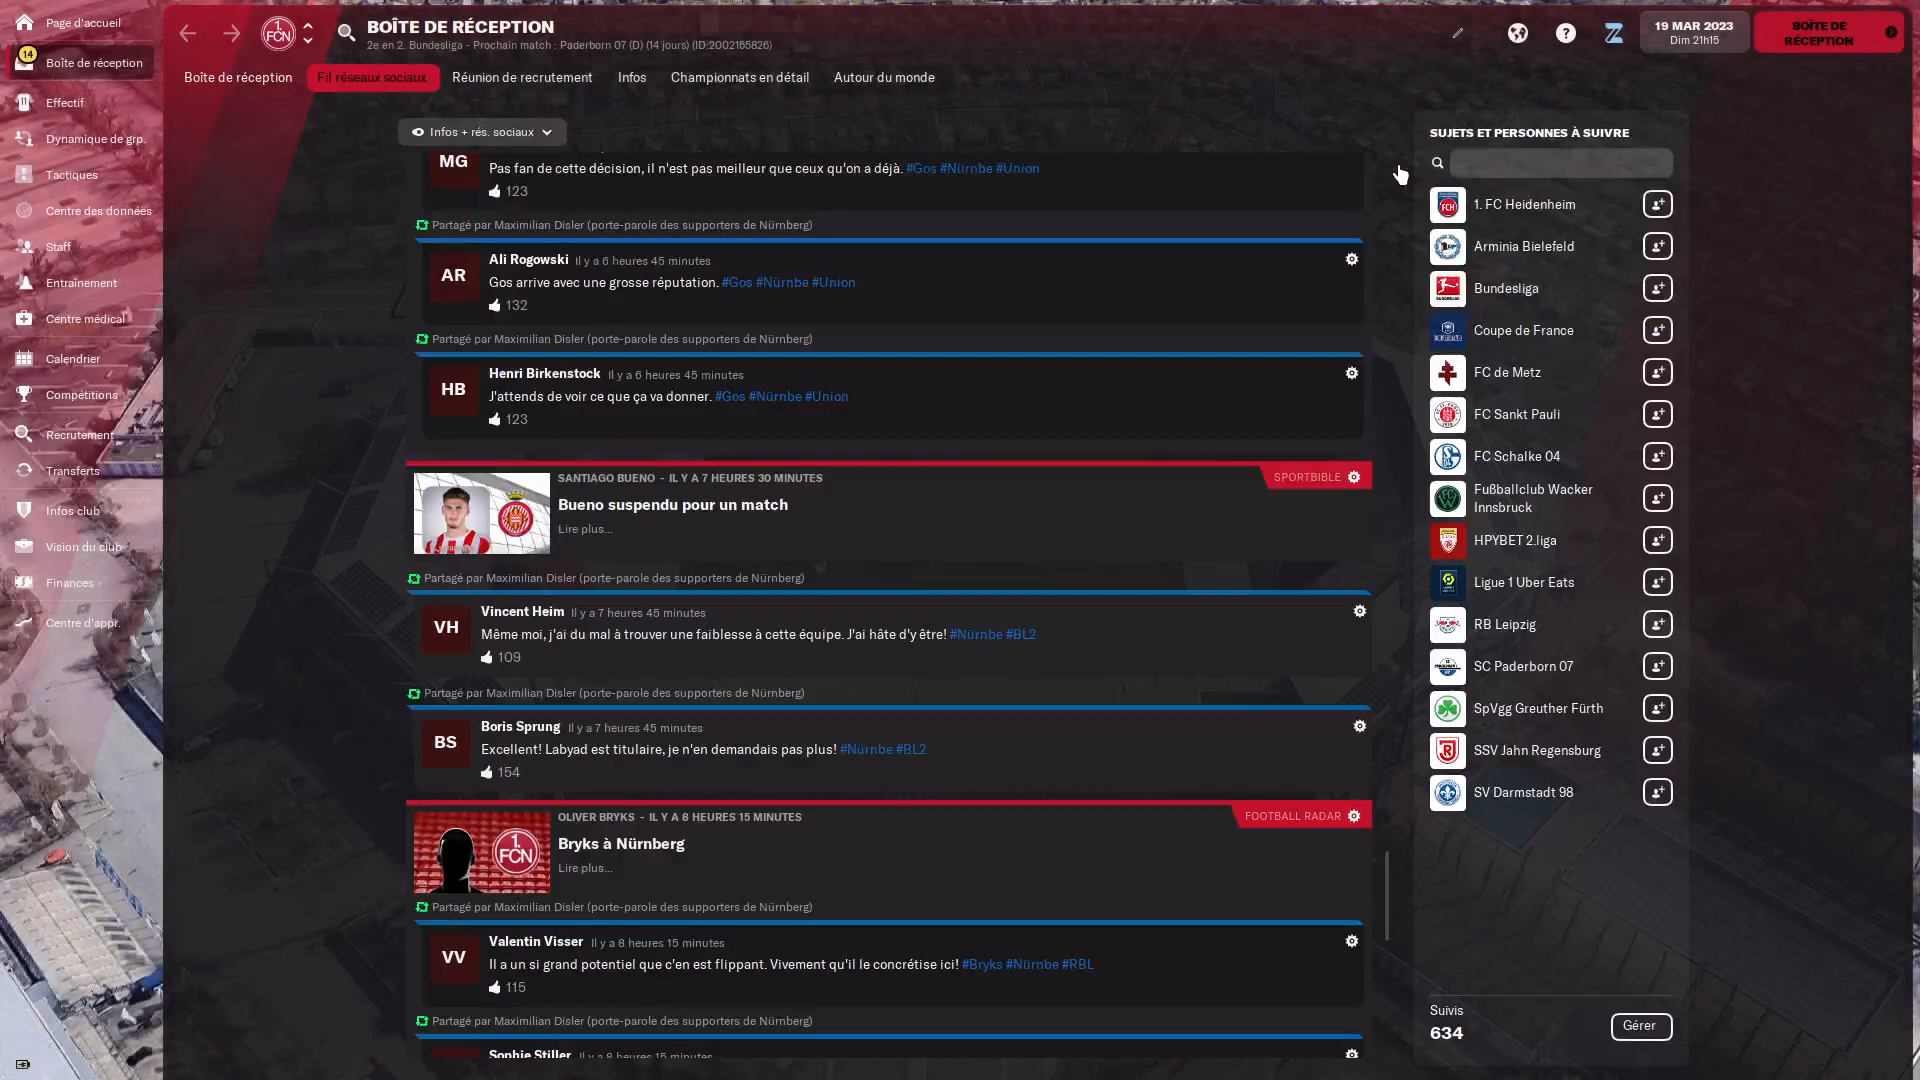 Page d'accueil
14
Boîte de réception
Effectif
Dynamique de grp.
Tactiques
Centre des données
Staff
Entraînement
Centre médical
Calendrier
Compétitions
Recrutement
Transferts
Infos club
Vision du club
Finances
Centre d'appr.
BOÎTE DE RÉCEPTION
2e en 2. Bundesliga - Prochain match : Paderborn 07 (D) (14 jours) (ID:2002165826)
19 MAR 2023
Dim 21h15
BOÎTE DE
RÉCEPTION
Boîte de réception
Fil réseaux sociaux
Réunion de recrutement
Infos
Championnats en détail
Autour du monde
Infos + rés. sociaux
MG
Pas fan de cette décision, il n'est pas meilleur que ceux qu'on a déjà. #Gos #Nürnbe #Union
123
Partagé par Maximilian Disler (porte-parole des supporters de Nürnberg)
AR
Ali Rogowski Il y a 6 heures 45 minutes
Gos arrive avec une grosse réputation. #Gos #Nürnbe #Union
132
Partagé par Maximilian Disler (porte-parole des supporters de Nürnberg)
HB
Henri Birkenstock Il y a 6 heures 45 minutes
J'attends de voir ce que ça va donner. #Gos #Nürnbe #Union
123
SANTIAGO BUENO - IL Y A 7 HEURES 30 MINUTES
SPORTBIBLE
Bueno suspendu pour un match
Lire plus...
Partagé par Maximilian Disler (porte-parole des supporters de Nürnberg)
VH
Vincent Heim Il y a 7 heures 45 minutes
Même moi, j'ai du mal à trouver une faiblesse à cette équipe. J'ai hâte d'y être! #Nürnbe #BL2
109
Partagé par Maximilian Disler (porte-parole des supporters de Nürnberg)
BS
Boris Sprung Il y a 7 heures 45 minutes
Excellent! Labyad est titulaire, je n'en demandais pas plus! #Nürnbe #BL2
154
OLIVER BRYKS - IL Y A 8 HEURES 15 MINUTES
FOOTBALL RADAR
1. FCN
Bryks à Nürnberg
Lire plus...
Partagé par Maximilian Disler (porte-parole des supporters de Nürnberg)
VV
Valentin Visser Il y a 8 heures 15 minutes
Il a un si grand potentiel que c'en est flippant. Vivement qu'il le concrétise ici! #Bryks #Nürnbe #RBL
115
Partagé par Maximilian Disler (porte-parole des supporters de Nürnberg)
Sophie Stiller Il y a 8 heures 15 minutes
SUJETS ET PERSONNES À SUIVRE
1. FC Heidenheim
Arminia Bielefeld
Bundesliga
Coupe de France
FC de Metz
FC Sankt Pauli
FC Schalke 04
Fußballclub Wacker
Innsbruck
HPYBET 2.liga
Ligue 1 Uber Eats
RB Leipzig
SC Paderborn 07
SpVgg Greuther Fürth
SSV Jahn Regensburg
SV Darmstadt 98
Suivis
634
Gérer